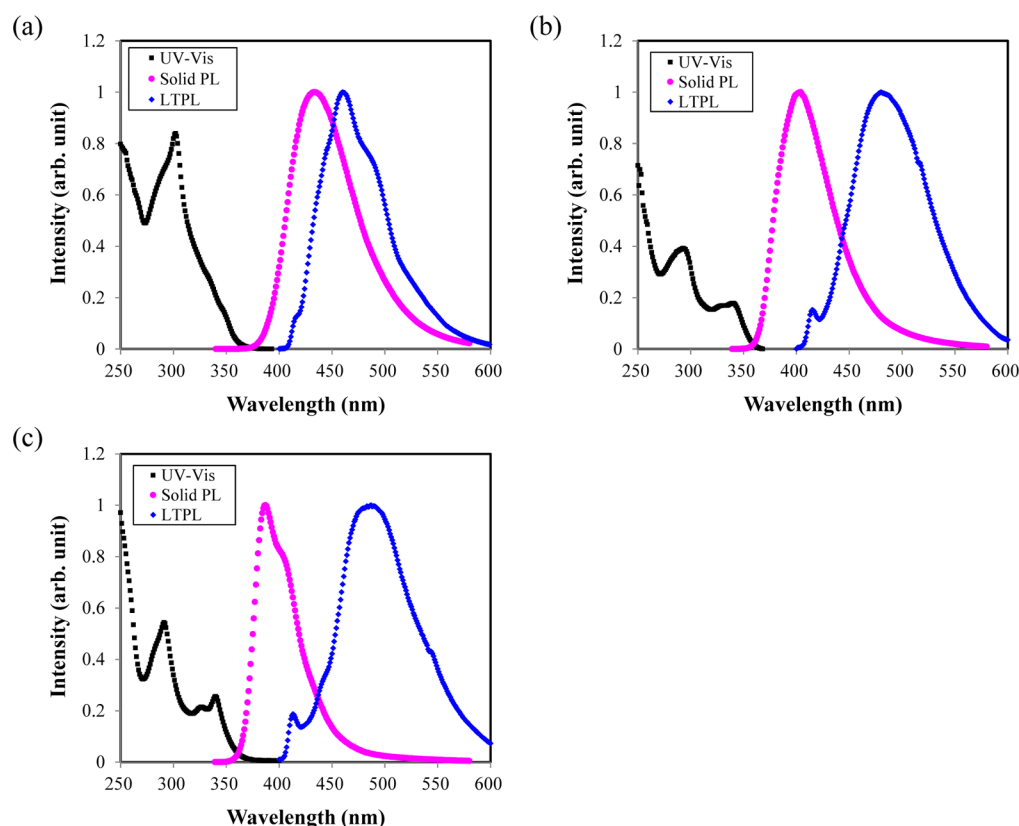 (a)
1.2
1
0.8
0.6
0.4
0.2
0
Intensity (arb. unit)
UV-Vis
Solid PL
LTPL
250 300 350 400 450 500 550 600
Wavelength (nm)
(b)
1.2
1
0.8
0.6
0.4
0.2
0
Intensity (arb. unit)
UV-Vis
Solid PL
LTPL
250 300 350 400 450 500 550 600
Wavelength (nm)
(c)
1.2
1
0.8
0.6
0.4
0.2
0
Intensity (arb. unit)
UV-Vis
Solid PL
LTPL
250 300 350 400 450 500 550 600
Wavelength (nm)